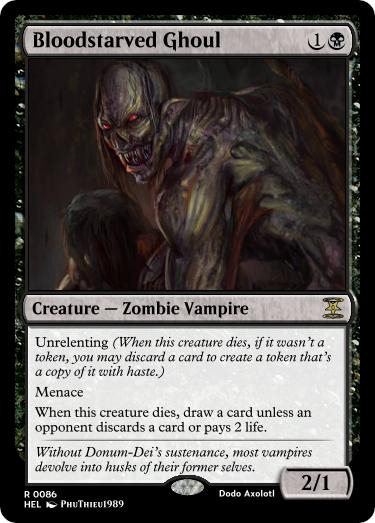 Bloodstarved Ghoul 1
Creature — Zombie Vampire
Unrelenting (When this creature dies, if it wasn't a
token, you may discard a card to create a token that's
a copy of it with haste.)
Menace
When this creature dies, draw a card unless an
opponent discards a card or pays 2 life.
Without Donum-Dei's sustenance, most vampires
devolve into husks of their former selves.
2/1
R 0086
HEL PhuThieu1989
Dodo Axolotl